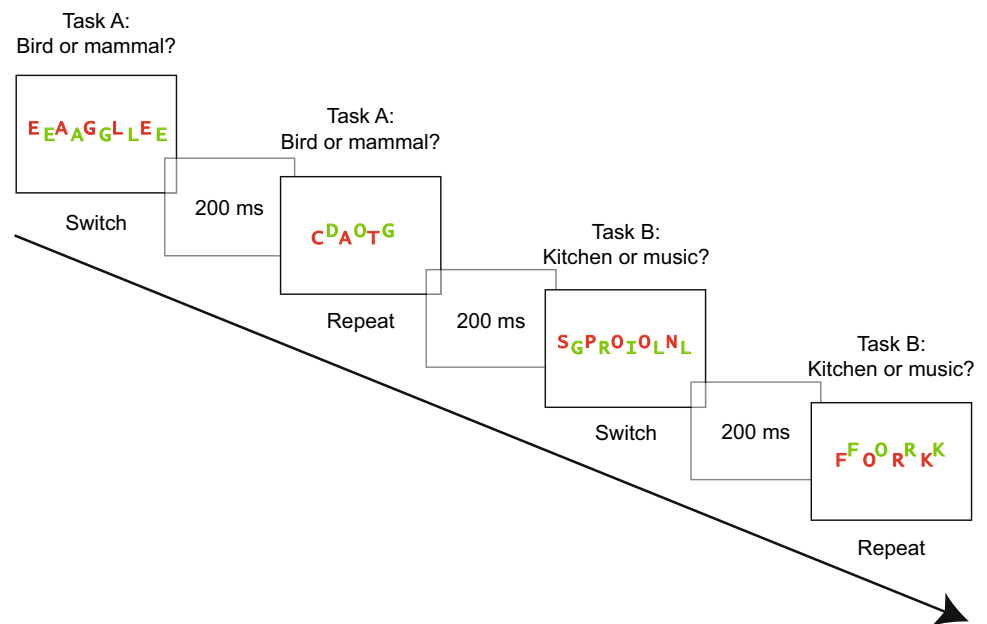 Task A:
Bird or mammal?
EEAAGGLLEE
Switch
200 ms
Task A:
Bird or mammal?
CDAOTG
Repeat
200 ms
Task B:
Kitchen or music?
SGPROIOLNL
Switch
200 ms
Task B:
Kitchen or music?
FFOORRKK
Repeat